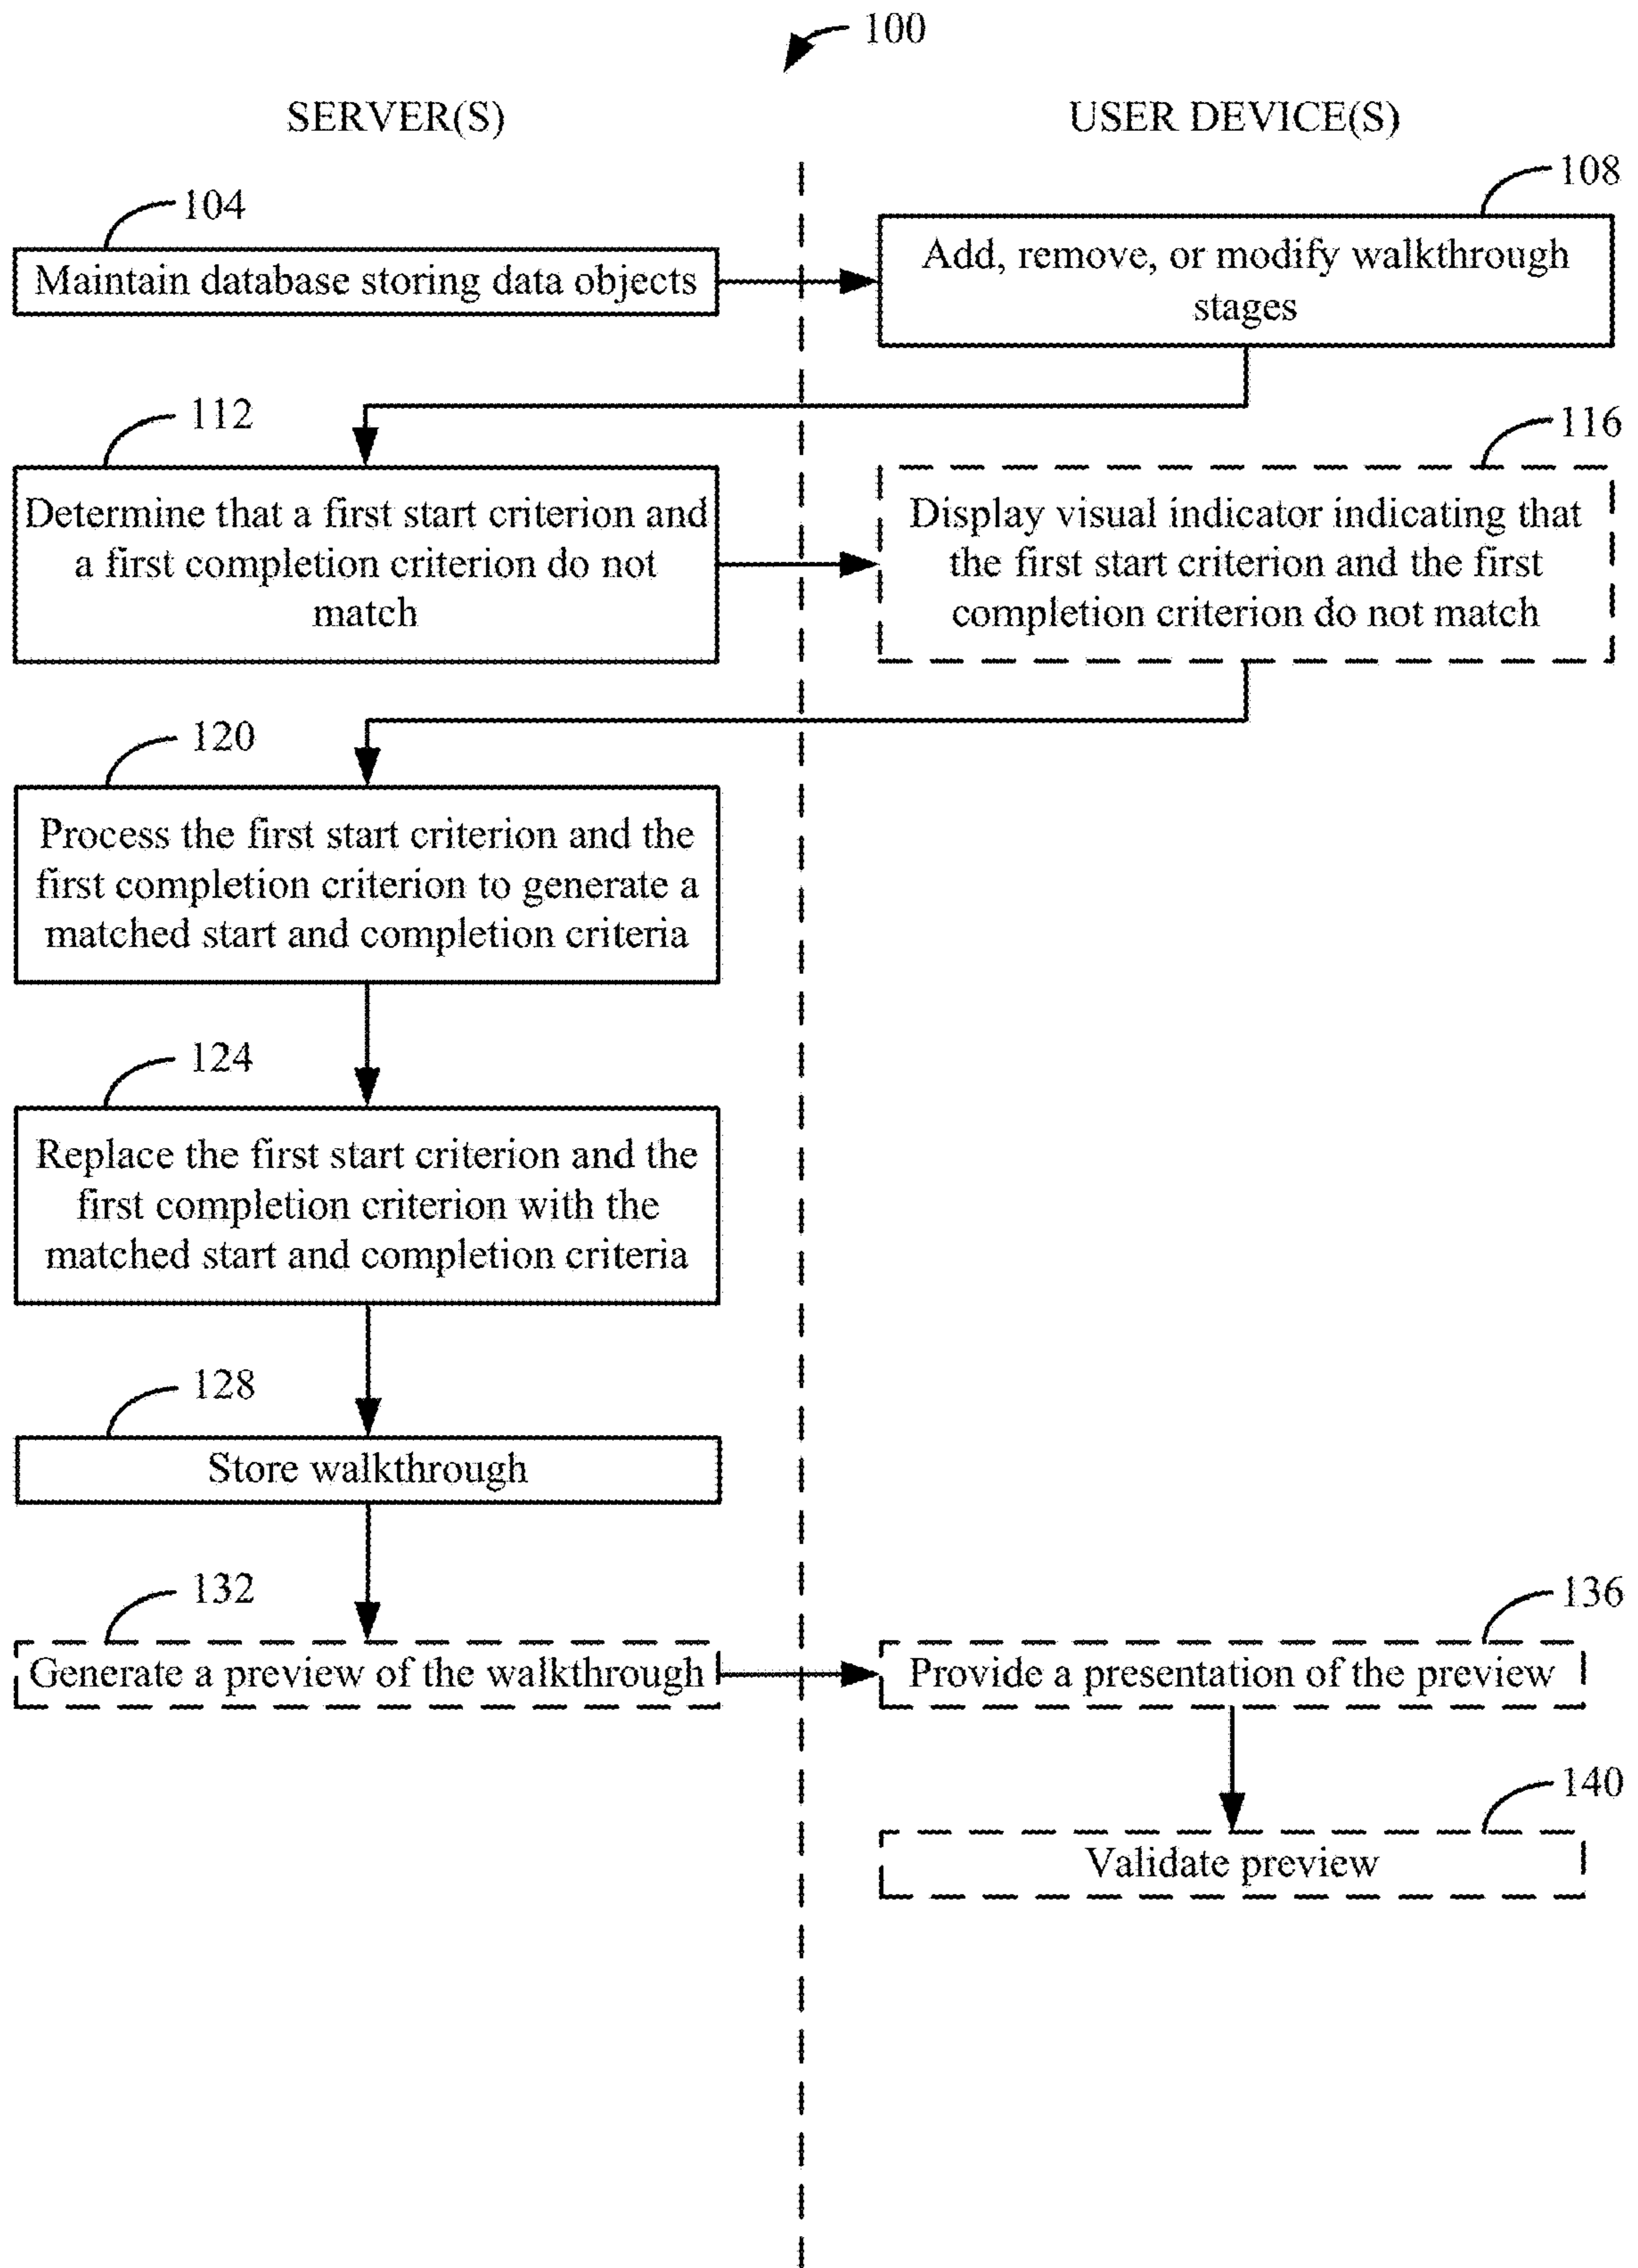 100
SERVER(S)
USER DEVICE(S)
104
Maintain database storing data objects
108
Add, remove, or modify walkthrough
stages
112
Determine that a first start criterion and
a first completion criterion do not
match
116
Display visual indicator indicating that
the first start criterion and the first
completion criterion do not match
120
Process the first start criterion and the
first completion criterion to generate a
matched start and completion criteria
124
Replace the first start criterion and the
first completion criterion with the
matched start and completion criteria
128
Store walkthrough
132
Generate a preview of the walkthrough
136
Provide a presentation of the preview
140
Validate preview